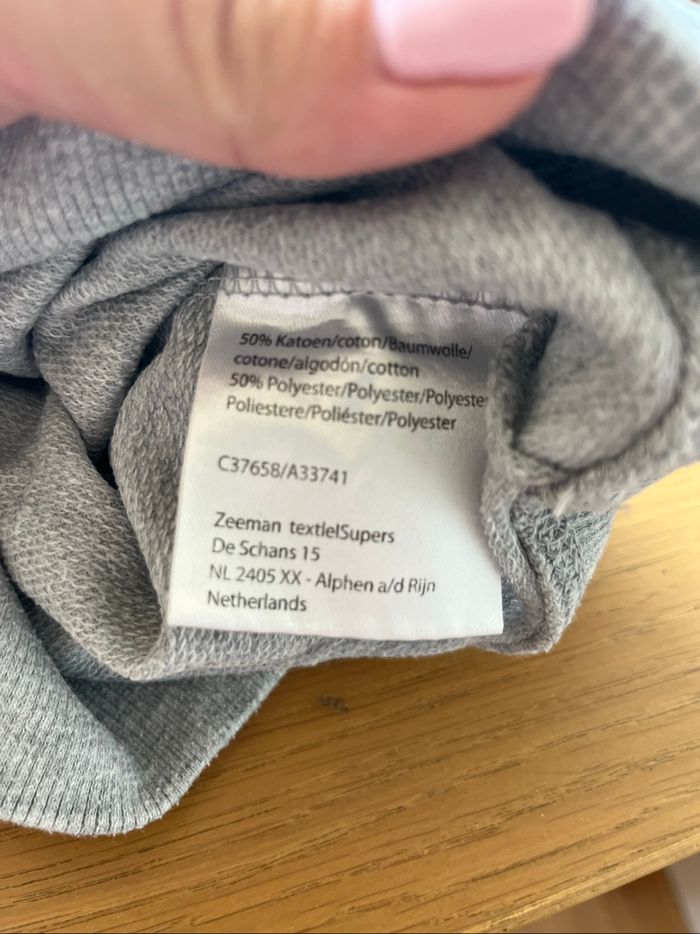 50% Katoen/coton/Baumwolle/
cotone/algodón/cotton
50% Polyester/Polyester/Polyester
Poliestere/Poliéster/Polyester
C37658/A33741
Zeeman textielSupers
De Schans 15
NL 2405 XX - Alphen a/d Rijn
Netherlands